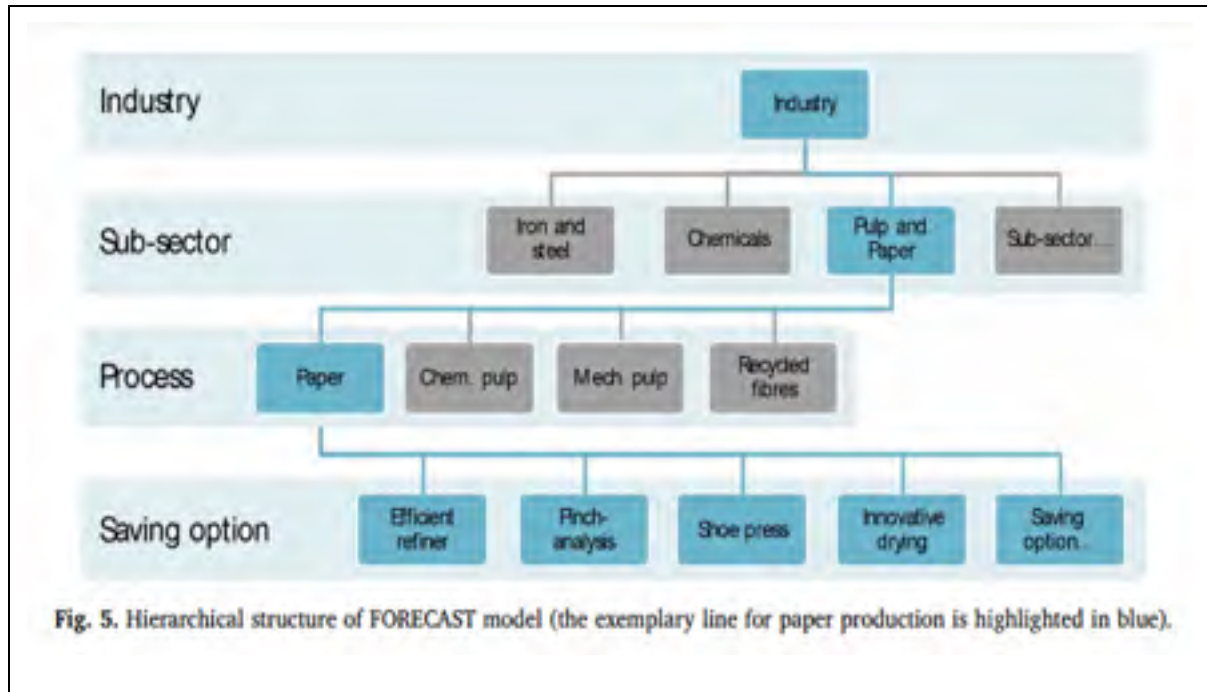 Industry
Industry
Sub-sector
Iron and
steel
Chemicals
Pulp and
Paper
Sub-sector....
Process
Paper
Chem. pulp
Mech. pulp
Recycled
fibres
Saving option
Efficient
refiner
Pinch-
analysis
Shoe press
Innovative
drying
Saving
option...
Fig. 5. Hierarchical structure of FORECAST model (the exemplary line for paper production is highlighted in blue).